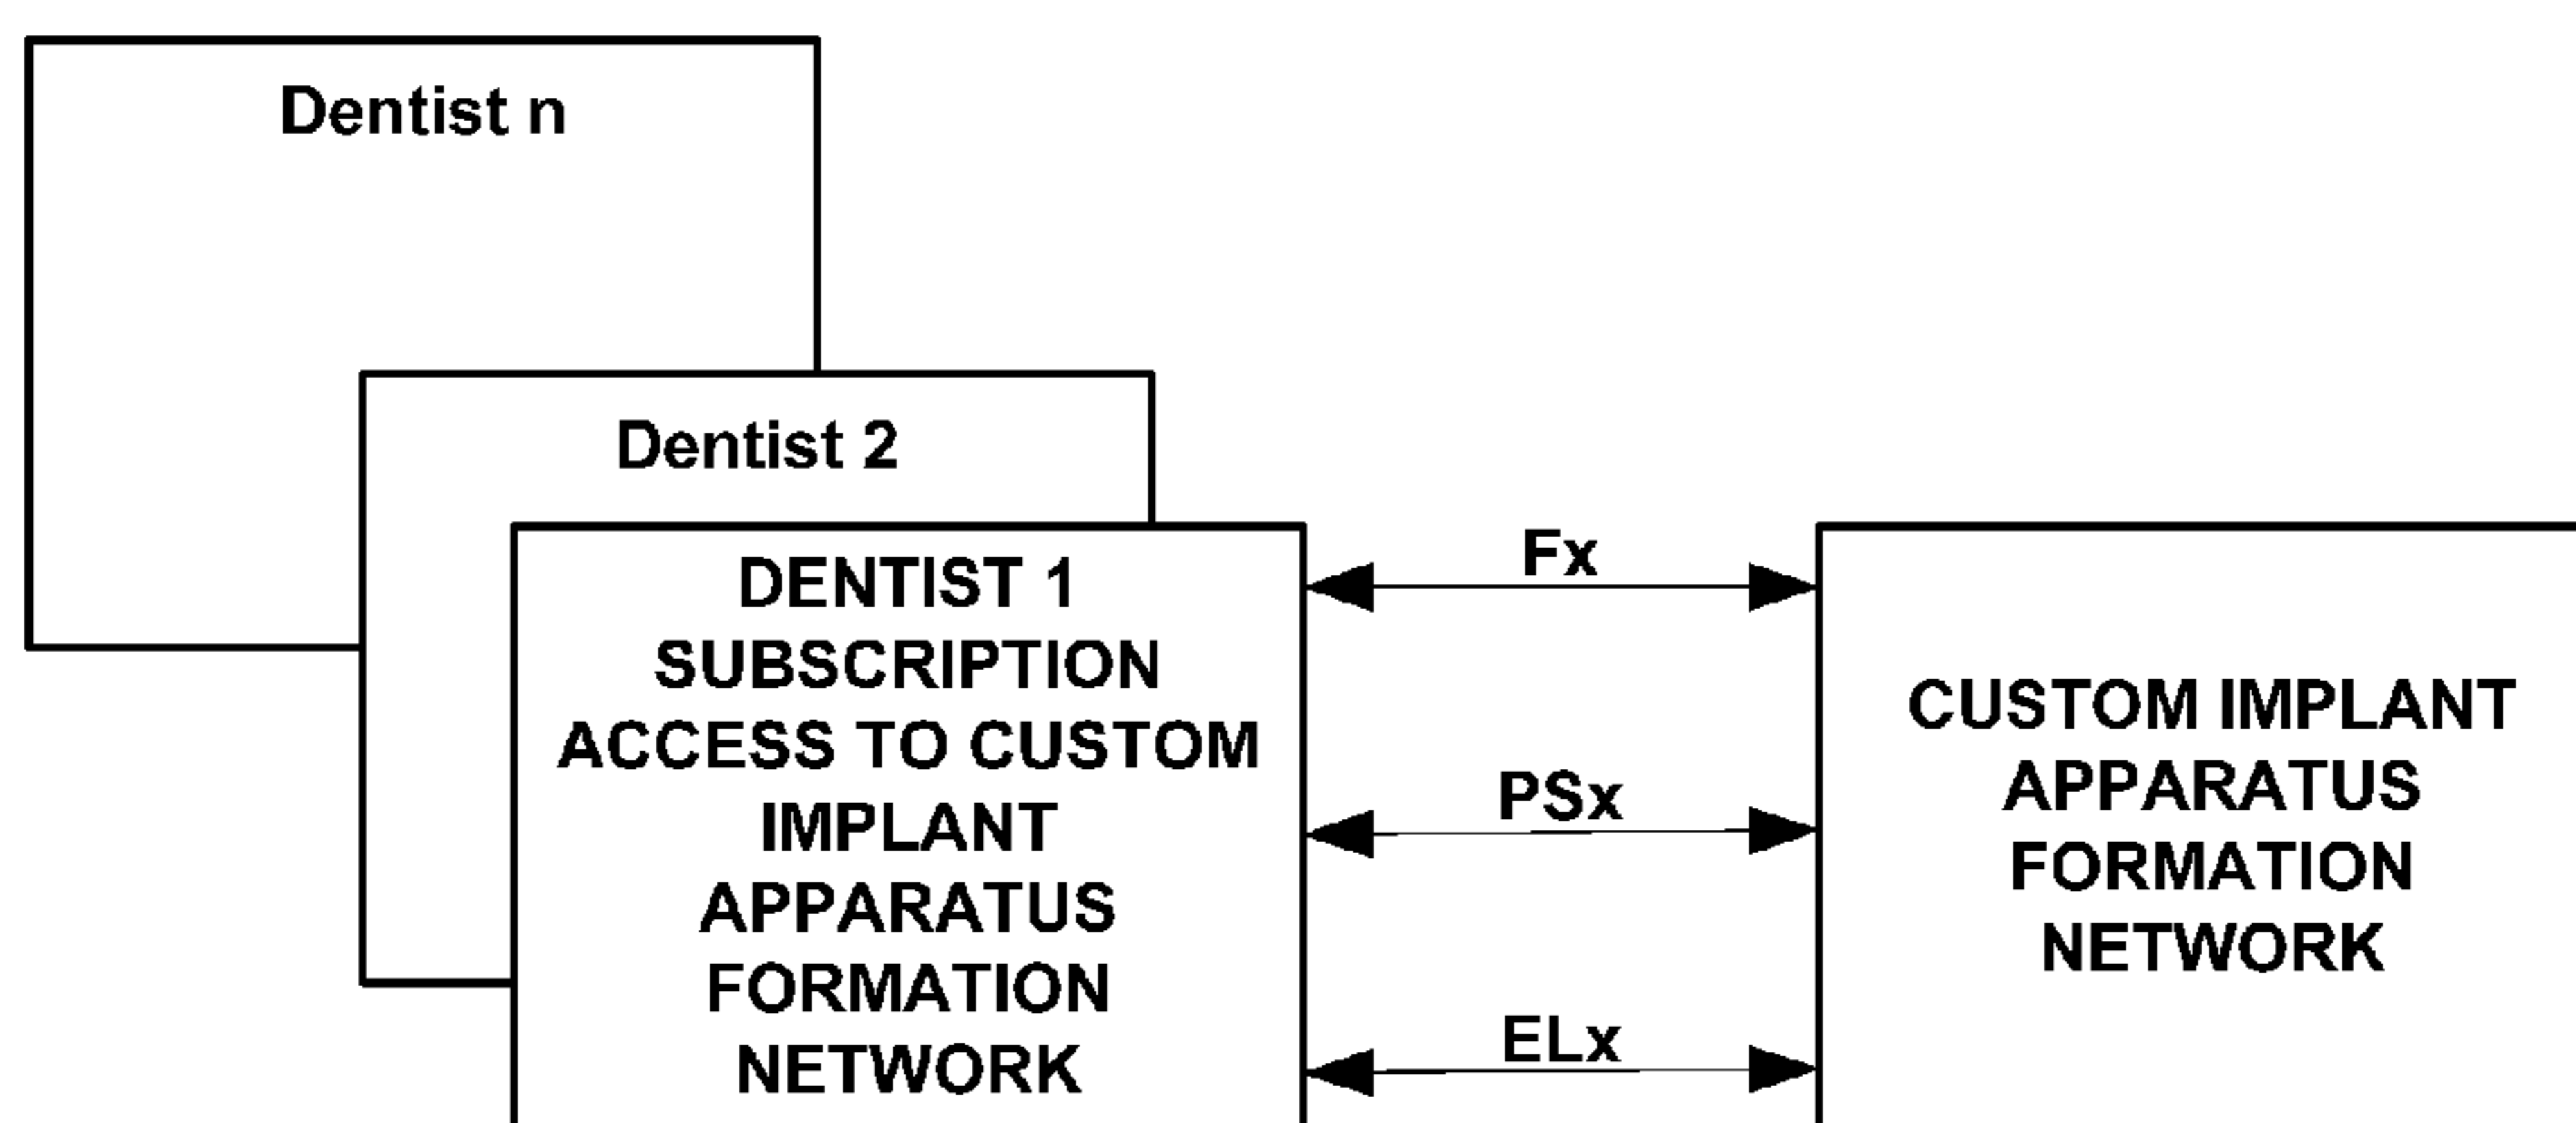 Dentist n
Dentist 2
DENTIST 1
SUBSCRIPTION
ACCESS TO CUSTOM
IMPLANT
APPARATUS
FORMATION
NETWORK
Fx
PSx
ELx
CUSTOM IMPLANT
APPARATUS
FORMATION
NETWORK